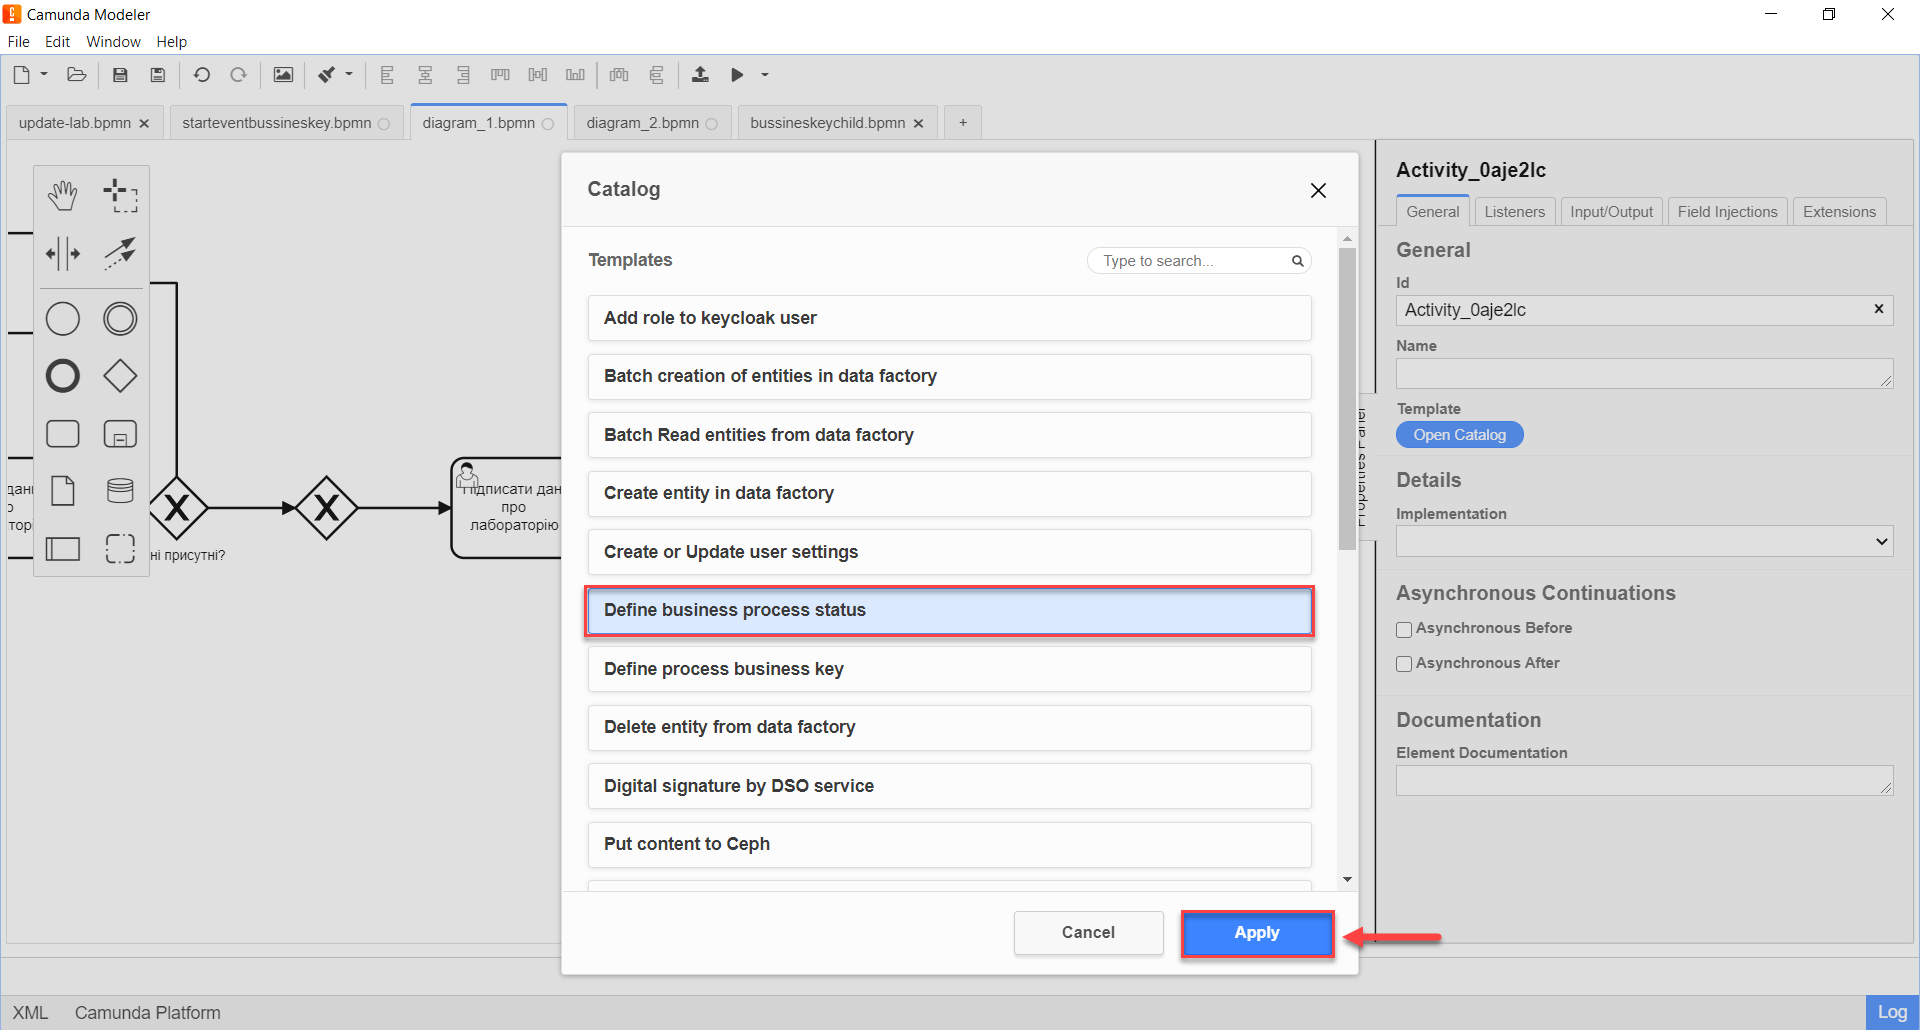 Camunda Modeler
File Edit Window Help
update-lab.bpmn
starteventbussineskey.bpmn
diagram_1.bpmn
diagram_2.bpmn
bussineskeychild.bpmn
+
дані
про
тор
ні присутні?
Підписати дан
про
лабораторію
Catalog
Templates
Type to search...
Add role to keycloak user
Batch creation of entities in data factory
Batch Read entities from data factory
Create entity in data factory
Create or Update user settings
Define business process status
Define process business key
Delete entity from data factory
Digital signature by DSO service
Put content to Ceph
Cancel
Apply
Properties Panel
Activity_0aje2lc
General
Listeners
Input/Output
Field Injections
Extensions
General
Id
Activity_0aje2lc
Name
Template
Open Catalog
Details
Implementation
Asynchronous Continuations
Asynchronous Before
Asynchronous After
Documentation
Element Documentation
XML
Camunda Platform
Log